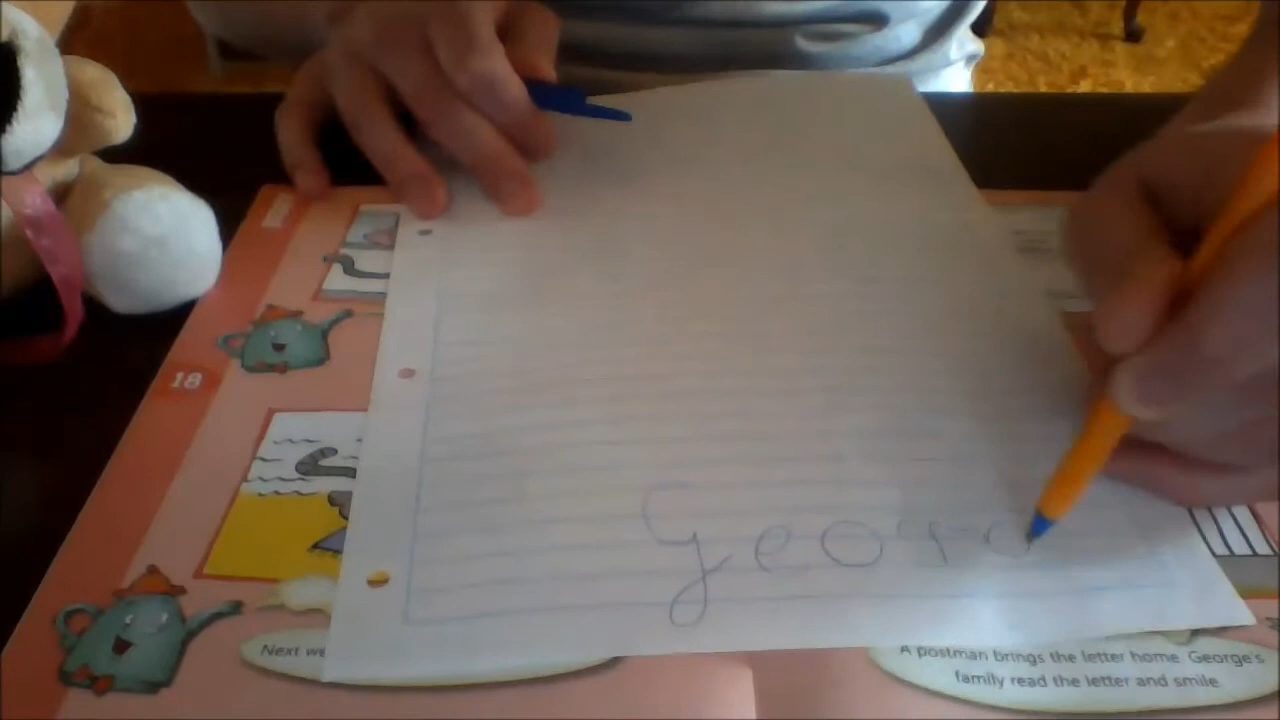 18
Georg
Next we
A postman brings the letter home. George's
family read the letter and smile